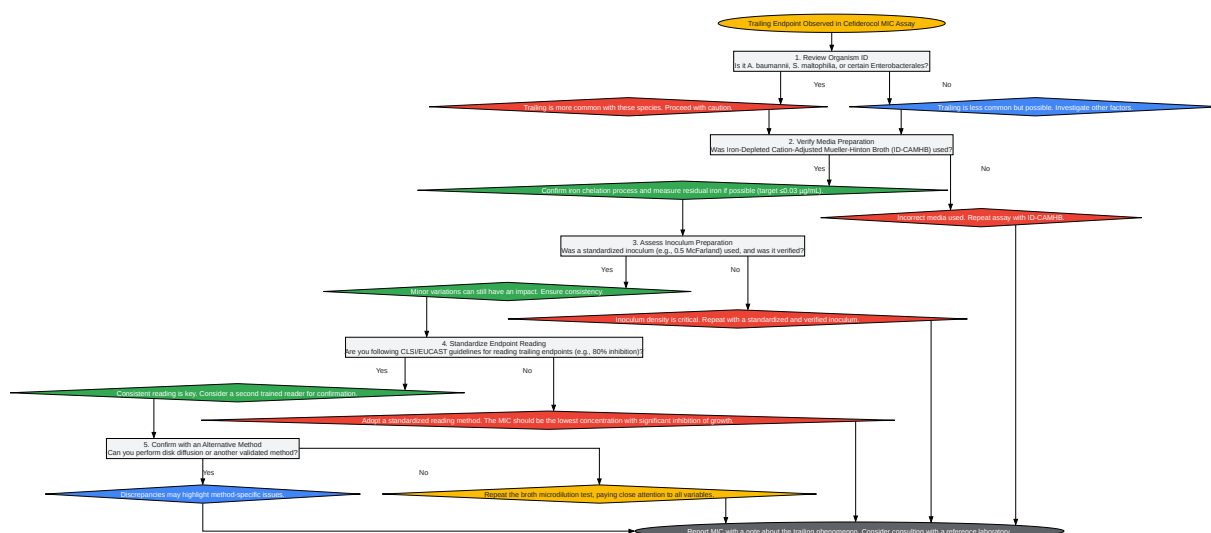 Trailing Endpoint Observed in Cefiderocol MIC Assay
1. Review Organism ID
Is it A. baumannii, S. maltophilia, or certain Enterobacterales?
Yes
No
Trailing is more common with these species. Proceed with caution.
Trailing is less common but possible. Investigate other factors.
2. Verify Media Preparation
Was Iron-Depleted Cation-Adjusted Mueller-Hinton Broth (ID-CAMHB) used?
Yes
No
Confirm iron chelation process and measure residual iron if possible (target ≤0.03 µg/mL).
Incorrect media used. Repeat assay with ID-CAMHB.
3. Assess Inoculum Preparation
Was a standardized inoculum (e.g., 0.5 McFarland) used, and was it verified?
Yes
No
Minor variations can still have an impact. Ensure consistency.
Inoculum density is critical. Repeat with a standardized and verified inoculum.
4. Standardize Endpoint Reading
Are you following CLSI/EUCAST guidelines for reading trailing endpoints (e.g., 80% inhibition)?
Yes
No
Consistent reading is key. Consider a second trained reader for confirmation.
Adopt a standardized reading method. The MIC should be the lowest concentration with significant inhibition of growth.
5. Confirm with an Alternative Method
Can you perform disk diffusion or another validated method?
Yes
No
Discrepancies may highlight method-specific issues.
Repeat the broth microdilution test, paying close attention to all variables.
Report MIC with a note about the trailing phenomenon. Consider consulting with a reference laboratory.